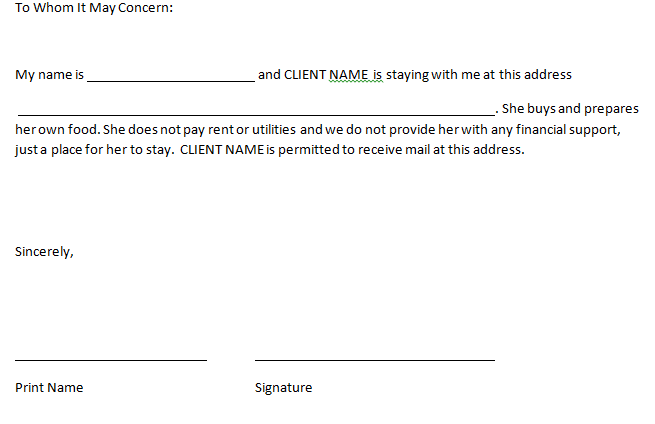 To Whom It May Concern:
My name is ________________________ and CLIENT NAME is staying with me at this address
____________________________________________________________________. She buys and prepares
her own food. She does not pay rent or utilities and we do not provide her with any financial support,
just a place for her to stay. CLIENT NAME is permitted to receive mail at this address.
Sincerely,
Print Name Signature